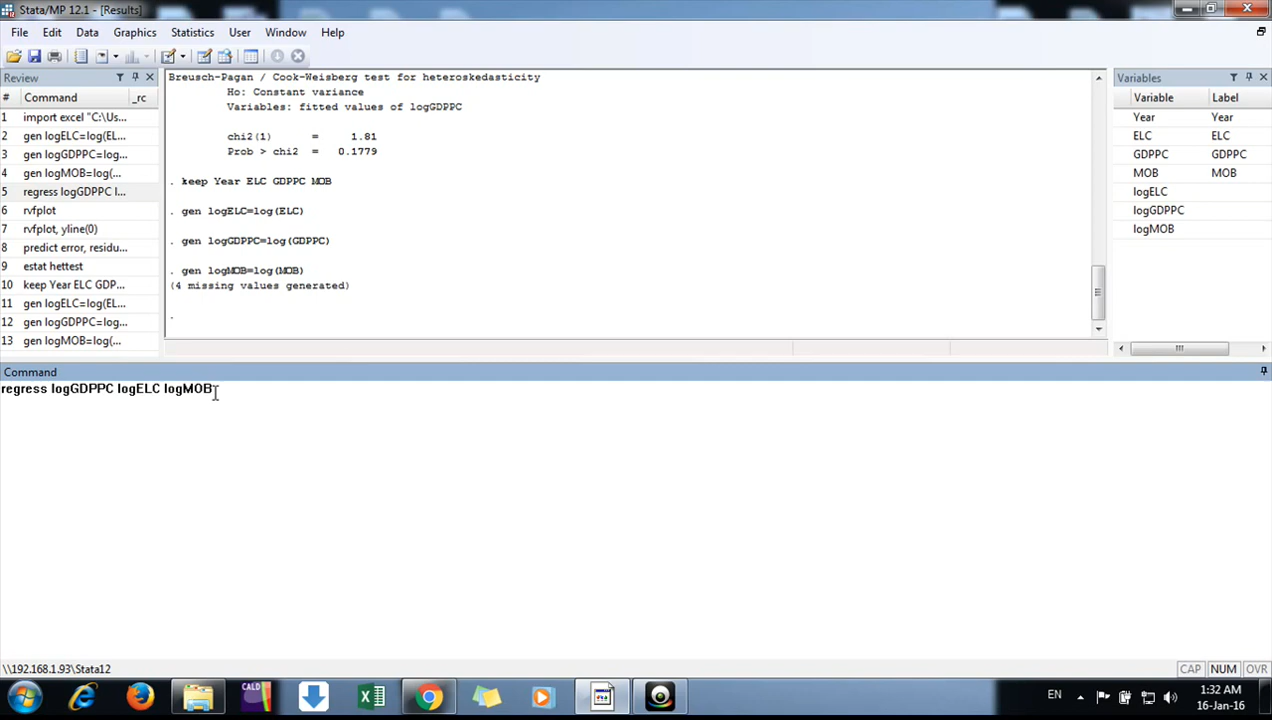 Stata/MP 12.1 - [Results]
File Edit Data Graphics Statistics User Window Help
Review
# Command _rc
1 import excel "C:\Us...
2 gen logELC=log(EL...
3 gen logGDPPC=log...
4 gen logMOB=log(...
5 regress logGDPPC l...
6 rvfplot
7 rvfplot, yline(0)
8 predict error, residu...
9 estat hettest
10 keep Year ELC GDP...
11 gen logELC=log(EL...
12 gen logGDPPC=log...
13 gen logMOB=log(...
Breusch-Pagan / Cook-Weisberg test for heteroskedasticity
Ho: Constant variance
Variables: fitted values of logGDPPC
chi2(1) = 1.81
Prob > chi2 = 0.1779
. keep Year ELC GDPPC MOB
. gen logELC=log(ELC)
. gen logGDPPC=log(GDPPC)
. gen logMOB=log(MOB)
(4 missing values generated)
.
Variables
Variable Label
Year Year
ELC ELC
GDPPC GDPPC
MOB MOB
logELC
logGDPPC
logMOB
Command
regress logGDPPC logELC logMOB
\\192.168.1.93\Stata12
CAP NUM OVR
CALD
EN
1:32 AM
16-Jan-16